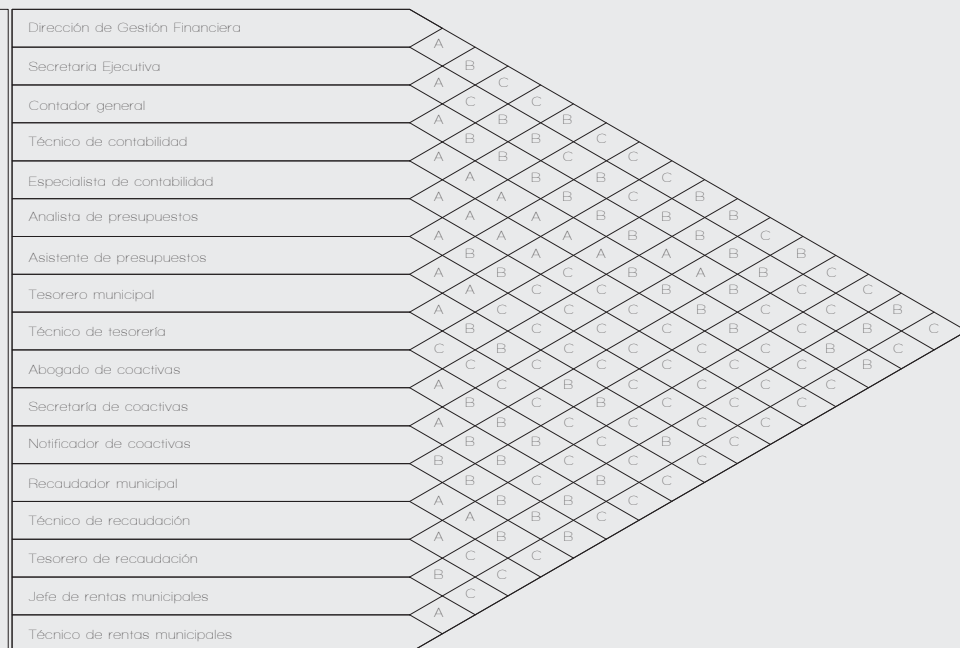 Dirección de Gestión Financiera
A
Secretaria Ejecutiva B
A C
Contador general C C
A B B
Técnico de contabilidad B B C
A B C C
Especialista de contabilidad A B B C
A A B C B
Analista de presupuestos A A B B B
A A A B B C
Asistente de presupuestos B A A A B B
A B C B A B C
Tesorero municipal A C C B B C C
A C C C B C C B
Técnico de tesorería B C C C B C B C
C B C C C C B C
Abogado de coactivas C C C C C C B
A C B C C C C
Secretaría de coactivas B C B C C C
A B C C C C
Notificador de coactivas B B C B C
B B C C C
Recaudador municipal B C B C
A B B C
Técnico de recaudación A B C
A B B
Tesorero de recaudación C C
B C
Jefe de rentas municipales C
A
Técnico de rentas municipales